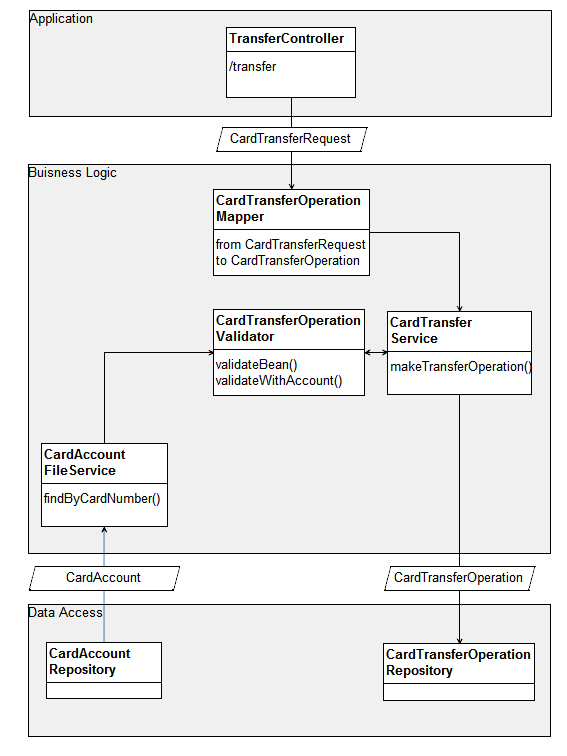 Application
TransferController
/transfer
CardTransferRequest
Buisness Logic
CardTransferOperation
Mapper
from CardTransferRequest
to CardTransferOperation
CardTransferOperation
Validator
validateBean()
validateWithAccount()
CardTransfer
Service
makeTransferOperation()
CardAccount
FileService
findByCardNumber()
CardAccount
CardTransferOperation
Data Access
CardAccount
Repository
CardTransferOperation
Repository